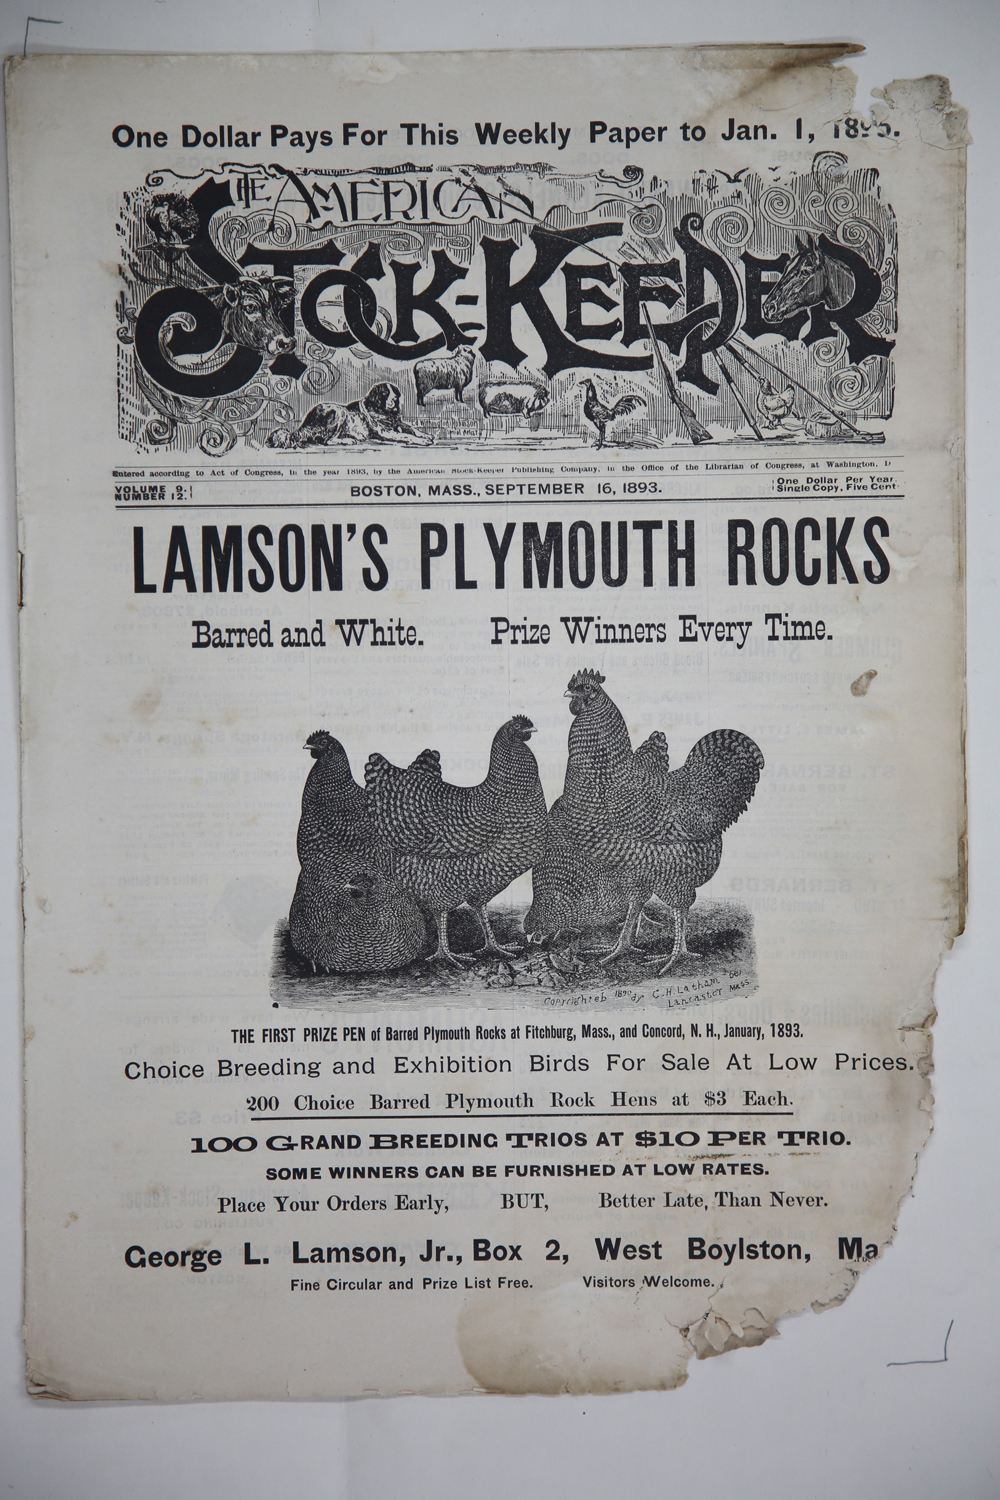 One Dollar Pays For This Weekly Paper to Jan. 1, 1895.
THE AMERICAN
STOCK-KEEPER
Entered according to Act of Congress, in the year 1893, by the American Stock-Keeper Publishing Company, in the Office of the Librarian of Congress, at Washington, D
VOLUME 9.
NUMBER 12.
BOSTON, MASS., SEPTEMBER 16, 1893.
One Dollar Per Year.
Single Copy, Five Cent
LAMSON'S PLYMOUTH ROCKS
Barred and White. Prize Winners Every Time.
Copyrighted 1890 by C.H. Latham
Lancaster Mass.
THE FIRST PRIZE PEN of Barred Plymouth Rocks at Fitchburg, Mass., and Concord, N. H., January, 1893.
Choice Breeding and Exhibition Birds For Sale At Low Prices.
200 Choice Barred Plymouth Rock Hens at $3 Each.
100 GRAND BREEDING TRIOS AT $10 PER TRIO.
SOME WINNERS CAN BE FURNISHED AT LOW RATES.
Place Your Orders Early, BUT, Better Late, Than Never.
George L. Lamson, Jr., Box 2, West Boylston, Ma
Fine Circular and Prize List Free. Visitors Welcome.